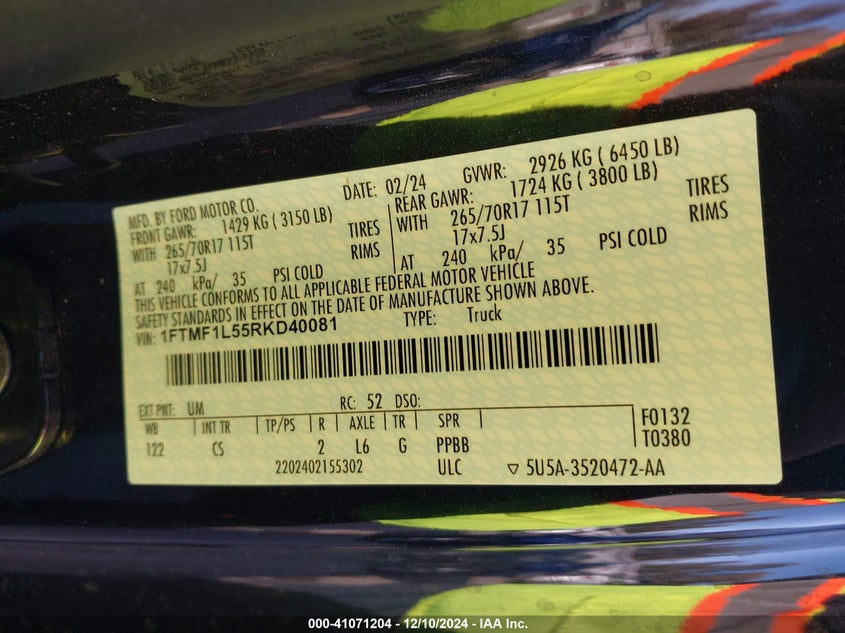 MFD. BY FORD MOTOR CO.
DATE: 02/24
GVWR: 2926 KG ( 6450 LB)
FRONT GAWR: 1429 KG ( 3150 LB)
REAR GAWR: 1724 KG ( 3800 LB)
WITH 265/70R17 115T TIRES
WITH 265/70R17 115T TIRES
17x7.5J RIMS
17x7.5J RIMS
AT 240 kPa/ 35 PSI COLD
AT 240 kPa/ 35 PSI COLD
THIS VEHICLE CONFORMS TO ALL APPLICABLE FEDERAL MOTOR VEHICLE
SAFETY STANDARDS IN EFFECT ON THE DATE OF MANUFACTURE SHOWN ABOVE.
VIN: 1FTMF1L55RKD40081
TYPE: Truck
EXT PNT: UM RC: 52 DSO:
WB INT TR TP/PS R AXLE TR SPR
122 CS 2 L6 G PPBB
F0132
T0380
2202402155302 ULC ▽ 5U5A-3520472-AA
000-41071204 - 12/10/2024 - IAA Inc.